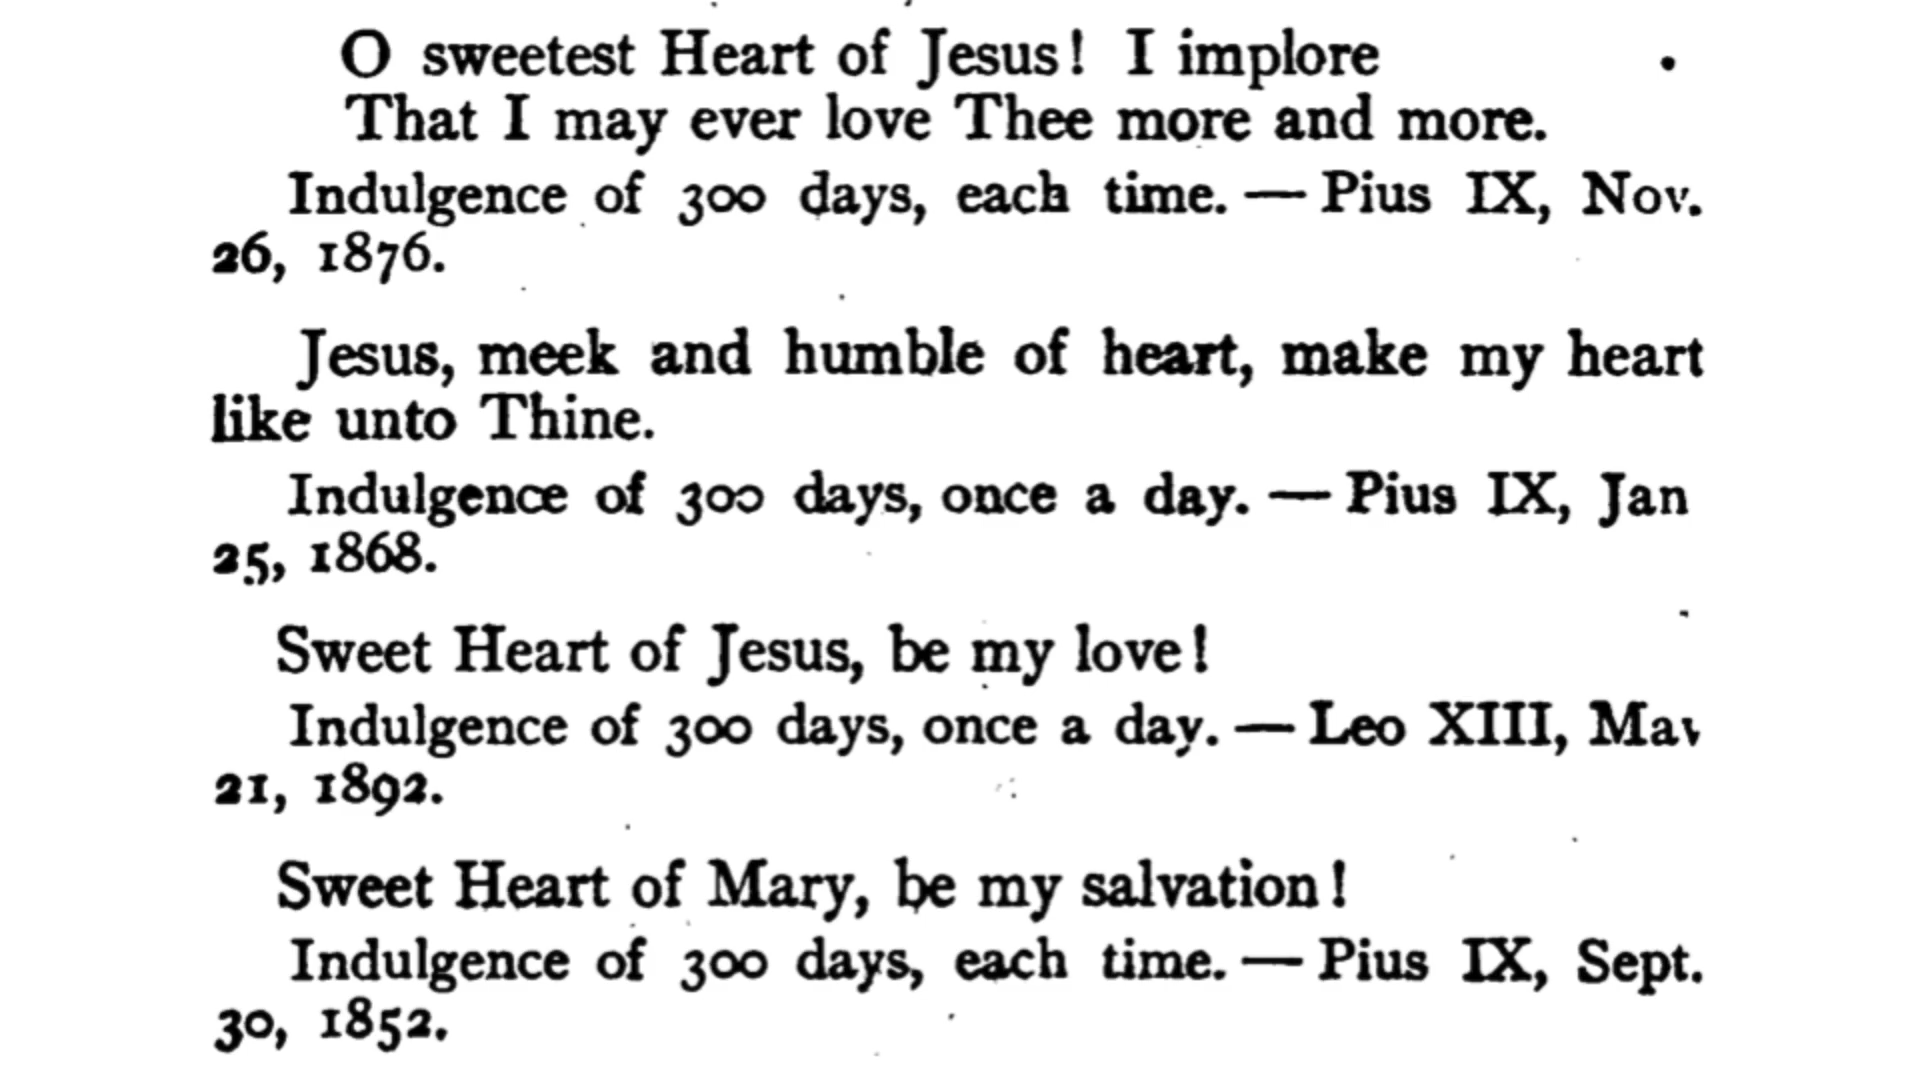 O sweetest Heart of Jesus! I implore
That I may ever love Thee more and more.
Indulgence of 300 days, each time. — Pius IX, Nov.
26, 1876.
Jesus, meek and humble of heart, make my heart
like unto Thine.
Indulgence of 300 days, once a day. — Pius IX, Jan
25, 1868.
Sweet Heart of Jesus, be my love!
Indulgence of 300 days, once a day. — Leo XIII, May
21, 1892.
Sweet Heart of Mary, be my salvation!
Indulgence of 300 days, each time. — Pius IX, Sept.
30, 1852.